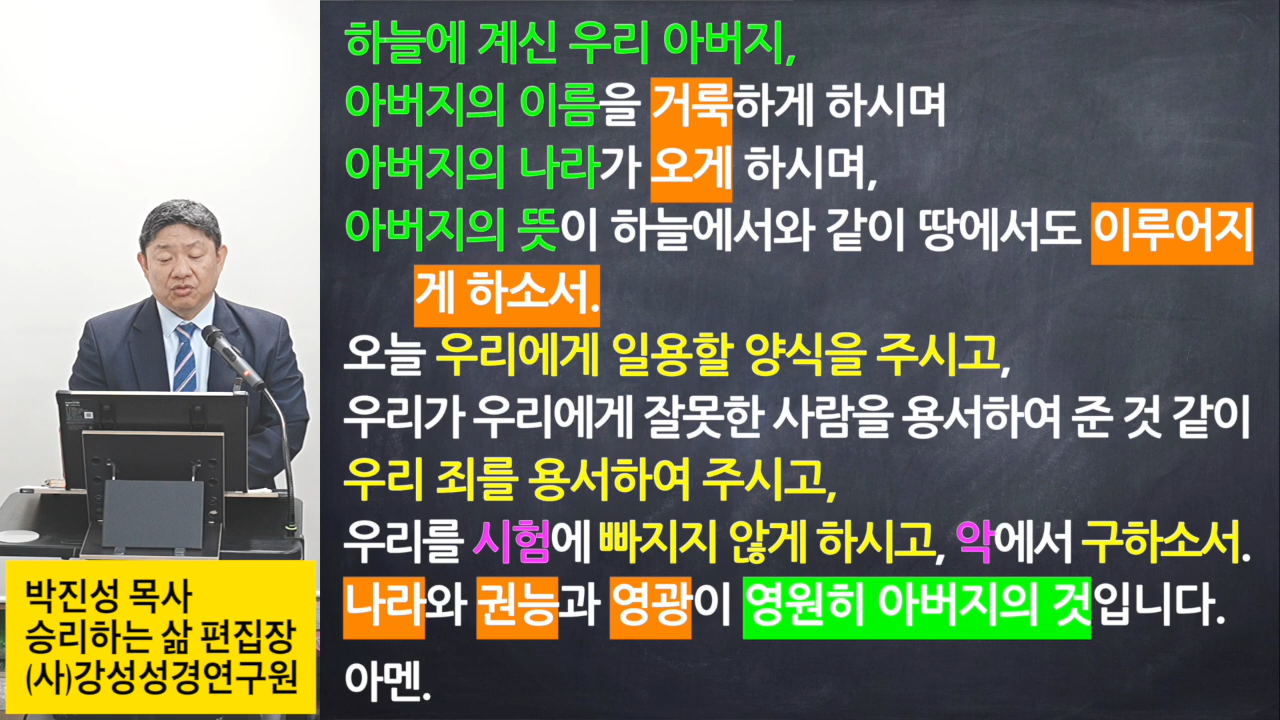 하늘에 계신 우리 아버지,
아버지의 이름을 거룩하게 하시며
아버지의 나라가 오게 하시며,
아버지의 뜻이 하늘에서와 같이 땅에서도 이루어지
게 하소서.
오늘 우리에게 일용할 양식을 주시고,
우리가 우리에게 잘못한 사람을 용서하여 준 것 같이
우리 죄를 용서하여 주시고,
우리를 시험에 빠지지 않게 하시고, 악에서 구하소서.
나라와 권능과 영광이 영원히 아버지의 것입니다.
아멘.
박진성 목사
승리하는 삶 편집장
(사)강성성경연구원